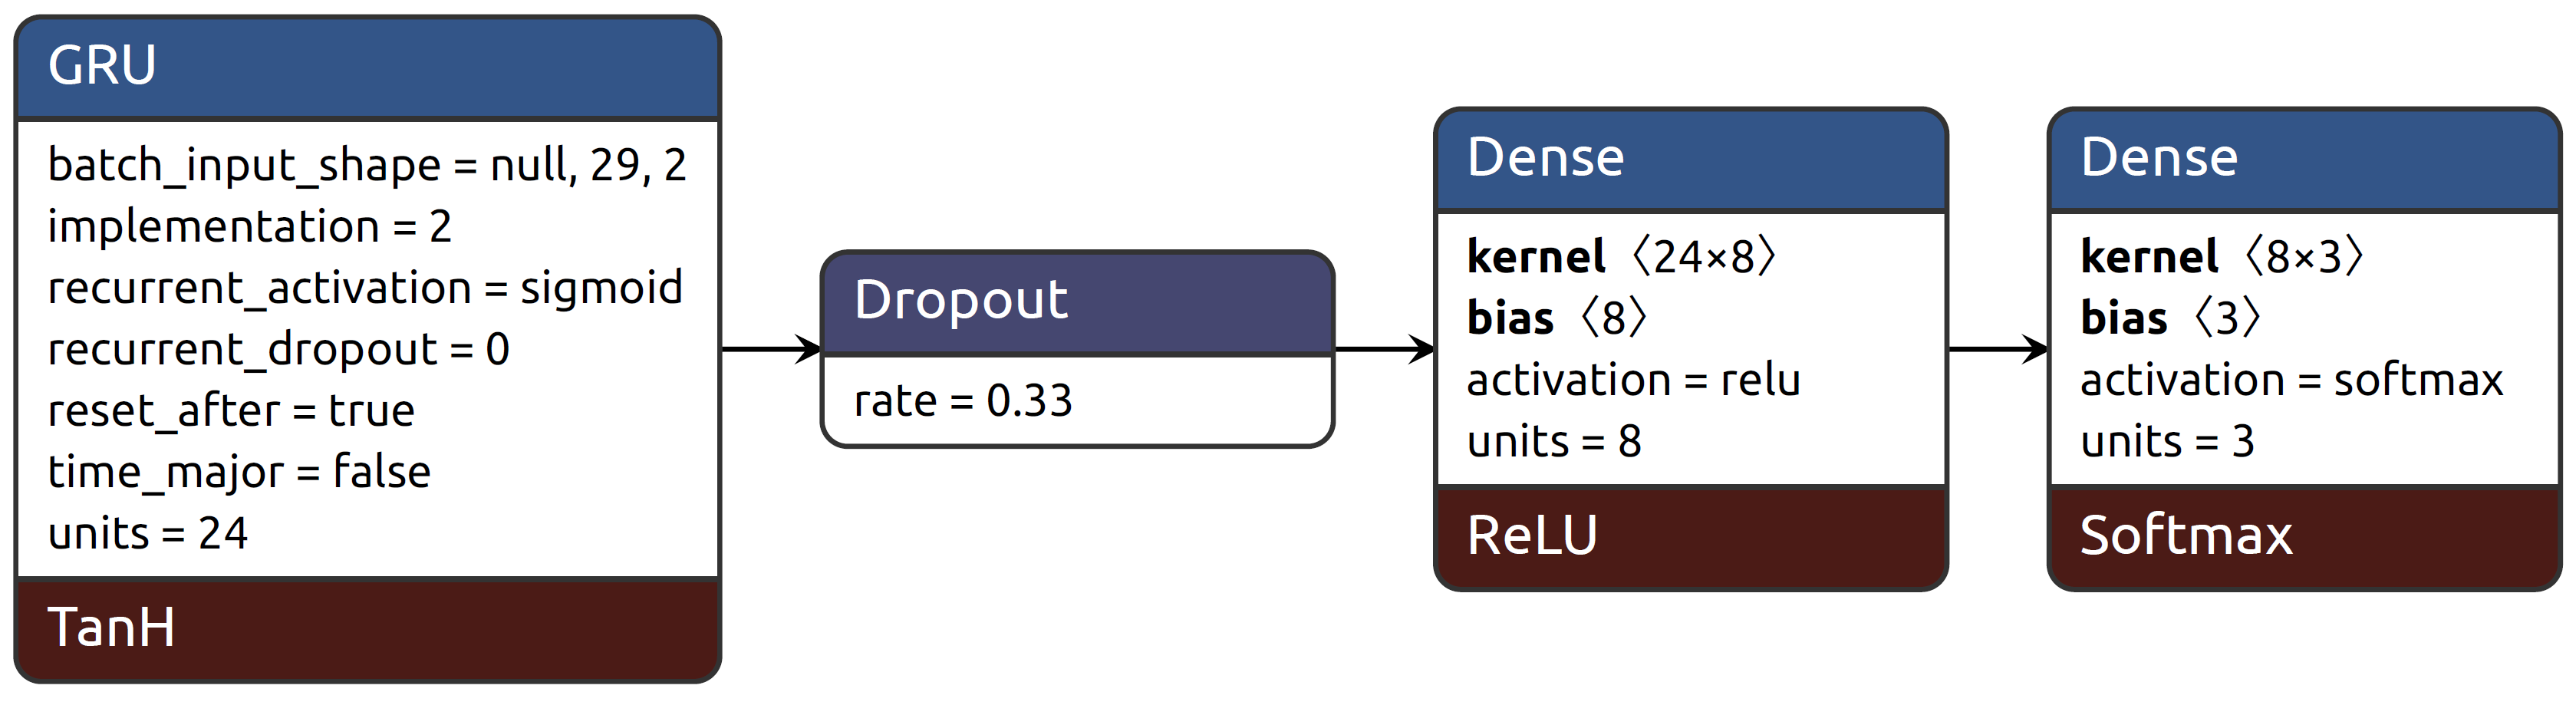 GRU
batch_input_shape = null, 29, 2
implementation = 2
recurrent_activation = sigmoid
recurrent_dropout = 0
reset_after = true
time_major = false
units = 24
TanH
Dropout
rate = 0.33
Dense
kernel 〈24×8〉
bias 〈8〉
activation = relu
units = 8
ReLU
Dense
kernel 〈8×3〉
bias 〈3〉
activation = softmax
units = 3
Softmax